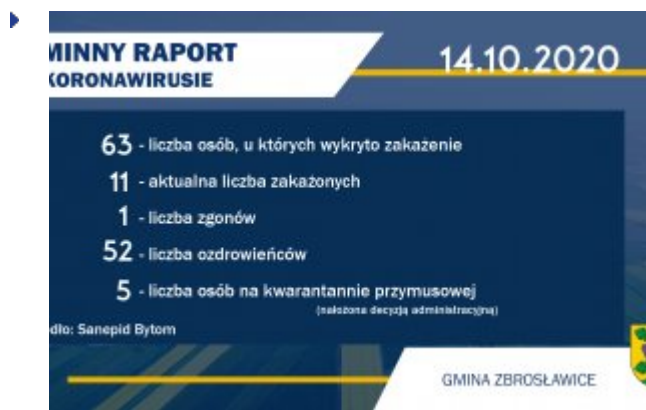 MINNY RAPORT
KORONAWIRUSIE
14.10.2020
63 - liczba osób, u których wykryto zakażenie
11 - aktualna liczba zakażonych
1 - liczba zgonów
52 - liczba ozdrowieńców
5 - liczba osób na kwarantannie przymusowej
(nałożona decyzją administracyjną)
dło: Sanepid Bytom
GMINA ZBROSŁAWICE